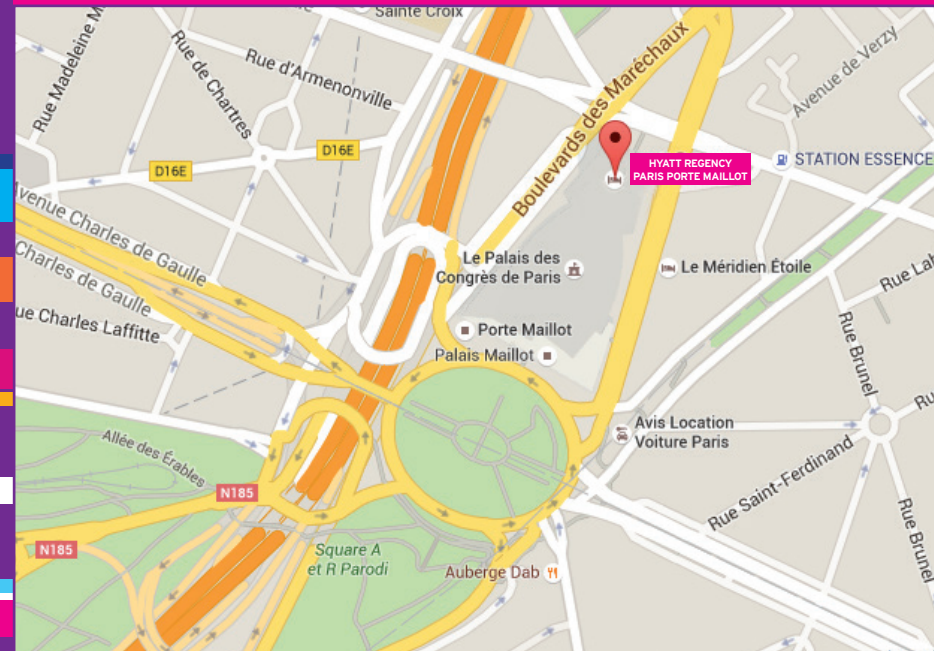 Sainte Croix
Rue Madeleine M
Rue de Chartres
Rue d'Armenonville
Boulevards des Maréchaux
Avenue de Verzy
D16E
D16E
HYATT REGENCY
PARIS PORTE MAILLOT
STATION ESSENCE
Avenue Charles de Gaulle
Charles de Gaulle
Le Palais des
Congrès de Paris
Le Méridien Étoile
Rue Lab
ue Charles Laffitte
Porte Maillot
Palais Maillot
Rue Brunel
Ru
Allée des Érables
Avis Location
Voiture Paris
Rue Saint-Ferdinand
N185
Rue Brunel
N185
Square A
et R Parodi
Auberge Dab